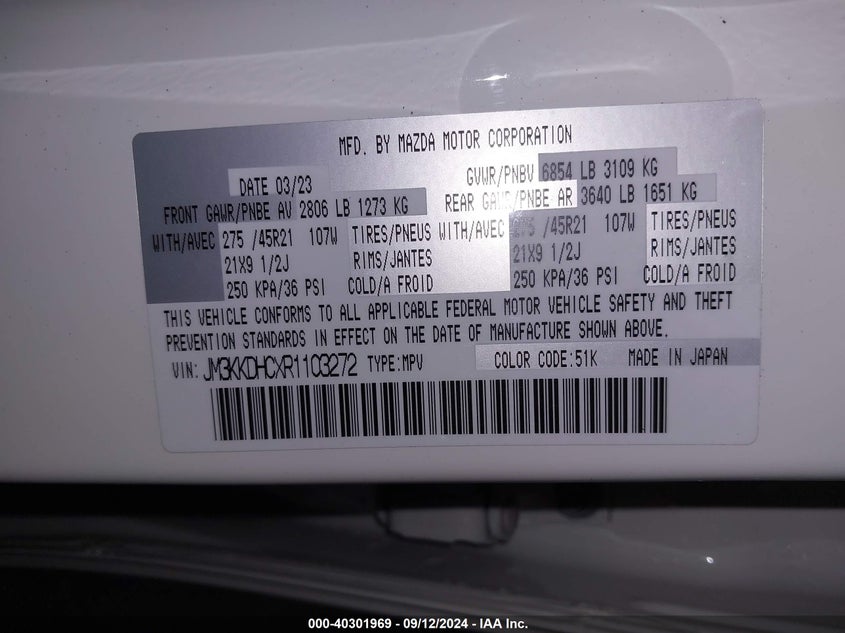 MFD. BY MAZDA MOTOR CORPORATION
DATE 03/23 GVWR/PNBV 6854 LB 3109 KG
FRONT GAWR/PNBE AV 2806 LB 1273 KG REAR GAWR/PNBE AR 3640 LB 1651 KG
WITH/AVEC 275 /45R21 107W TIRES/PNEUS WITH/AVEC 275 /45R21 107W TIRES/PNEUS
21X9 1/2J RIMS/JANTES 21X9 1/2J RIMS/JANTES
250 KPA/36 PSI COLD/A FROID 250 KPA/36 PSI COLD/A FROID
THIS VEHICLE CONFORMS TO ALL APPLICABLE FEDERAL MOTOR VEHICLE SAFETY AND THEFT
PREVENTION STANDARDS IN EFFECT ON THE DATE OF MANUFACTURE SHOWN ABOVE.
VIN: JM3KKDHCXR1103272 TYPE:MPV COLOR CODE:51K MADE IN JAPAN
000-40301969 - 09/12/2024 - IAA Inc.